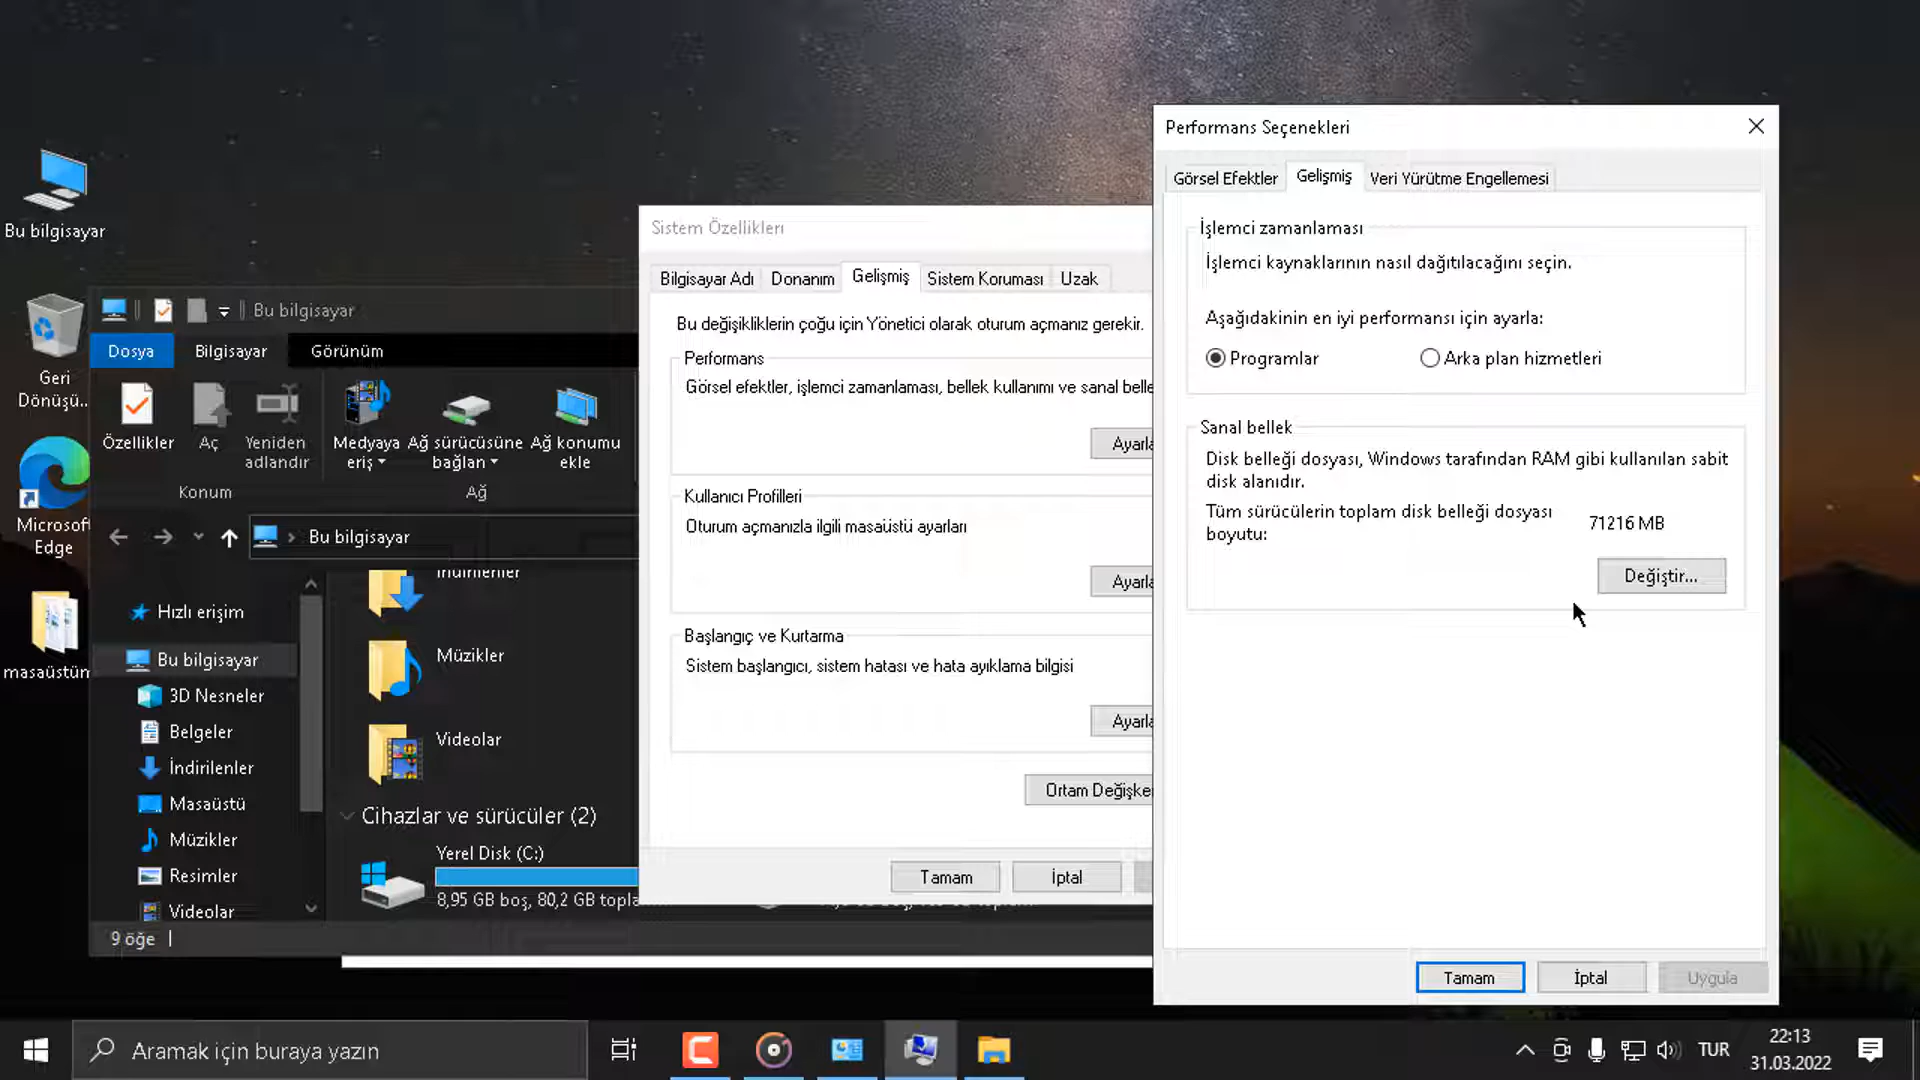 Bu bilgisayar
Geri
Dönüşü...
Microsoft
Edge
masaüstüm
Bu bilgisayar
Dosya
Bilgisayar
Görünüm
Özellikler
Aç
Yeniden
adlandır
Konum
Medyaya
eriş
Ağ sürücüsüne
bağlan
Ağ konumu
ekle
Ağ
Bu bilgisayar
Hızlı erişim
Bu bilgisayar
3D Nesneler
Belgeler
İndirilenler
Masaüstü
Müzikler
Resimler
Videolar
İndirilenler
Müzikler
Videolar
Cihazlar ve sürücüler (2)
Yerel Disk (C:)
8,95 GB boş, 80,2 GB topla
9 öğe
Sistem Özellikleri
Bilgisayar Adı
Donanım
Gelişmiş
Sistem Koruması
Uzak
Bu değişikliklerin çoğu için Yönetici olarak oturum açmanız gerekir.
Performans
Görsel efektler, işlemci zamanlaması, bellek kullanımı ve sanal belle
Ayarla
Kullanıcı Profilleri
Oturum açmanızla ilgili masaüstü ayarları
Ayarla
Başlangıç ve Kurtarma
Sistem başlangıcı, sistem hatası ve hata ayıklama bilgisi
Ayarla
Ortam Değişke
Tamam
İptal
Performans Seçenekleri
Görsel Efektler
Gelişmiş
Veri Yürütme Engellemesi
İşlemci zamanlaması
İşlemci kaynaklarının nasıl dağıtılacağını seçin.
Aşağıdakinin en iyi performansı için ayarla:
Programlar
Arka plan hizmetleri
Sanal bellek
Disk belleği dosyası, Windows tarafından RAM gibi kullanılan sabit
disk alanıdır.
Tüm sürücülerin toplam disk belleği dosyası
boyutu:
71216 MB
Değiştir...
Tamam
İptal
Uygula
Aramak için buraya yazın
TUR
22:13
31.03.2022